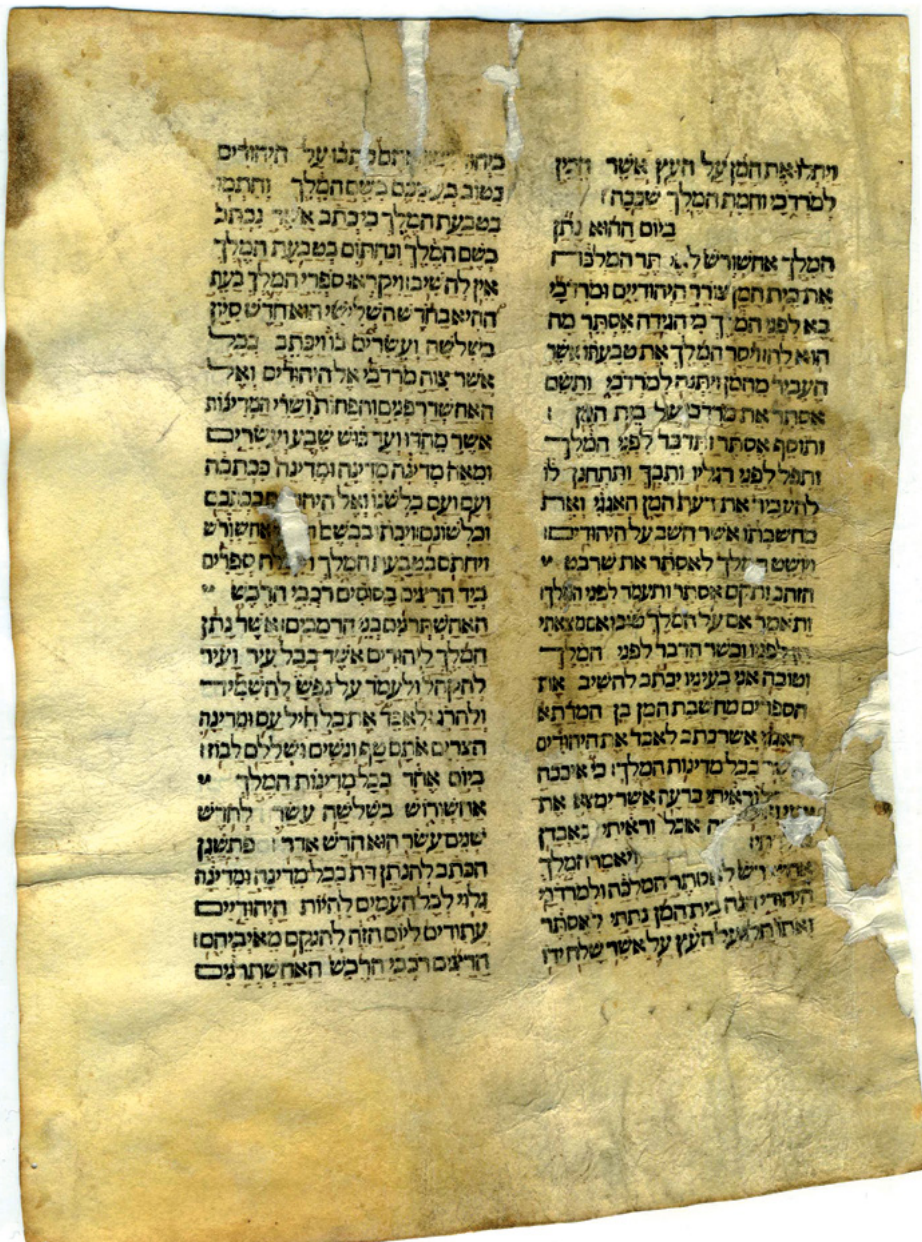 ויתלו את המן על העץ אשר הכין
למרדכי וחמת המלך שככה׃
ביום ההוא נתן
המלך אחשורוש המלכה
את בית המן צורר היהודיים ומרדכי
בא לפני המלך כי הגידה אסתר מה
הוא לה׃ ויסר המלך את טבעתו אשר
העביר מהמן ויתנה למרדכי ותשם
אסתר את מרדכי על בית המן ׃
ותוסף אסתר ותדבר לפני המלך
ותפל לפני רגליו ותבך ותתחנן לו
להעביר את רעת המן האגגי ואת
מחשבתו אשר חשב על היהודיים׃
ויושט המלך לאסתר את שרבט
הזהב ותקם אסתר ותעמד לפני המלך׃
ותאמר אם על המלך טוב ואם מצאתי
חן לפניו וכשר הדבר לפני המלך
וטובה אני בעיניו יכתב להשיב את
הספרים מחשבת המן בן המדתא
האגגי אשר כתב לאבד את היהודים
בכל מדינות המלך׃ כי איככה
וראיתי ברעה אשר ימצא את
אכל וראיתי באבדן
ויאמר המלך
לאסתר המלכה ולמרדכי
היהודי הנה בית המן נתתי לאסתר
ואתו תלו על העץ על אשר שלח ידו
כתבו על היהודים
כטוב בעיניכם בשם המלך וחתמו
בטבעת המלך כי כתב אשר נכתב
בשם המלך ונחתום בטבעת המלך
אין להשיב׃ ויקראו ספרי המלך בעת
ההיא בחדש השלישי הוא חדש סיון
בשלשה ועשרים בו ויכתב ככל
אשר צוה מרדכי אל היהודים ואל
האחשדרפנים והפחות ושרי המדינות
אשר מהדו ועד כוש שבע ועשרים
ומאה מדינה מדינה ומדינה ככתבה
ועם ועם כלשנו ואל ככתבם
וכלשונם׃ ויכתב בשם אחשורש
ויחתם בטבעת המלך וישלח ספרים
ביד הרצים בסוסים רכבי הרכש
האחשתרנים בני הרמכים׃ אשר נתן
המלך ליהודים אשר בכל עיר ועיר
להקהל ולעמד על נפשם להשמיד
ולהרג ולאבד את כל חיל עם ומדינה
הצרים אתם טף ונשים ושללם לבוז׃
ביום אחד בכל מדינות המלך
אחשורוש בשלשה עשר לחדש
שנים עשר הוא חדש אדר׃ פתשגן
הכתב להנתן דת בכל מדינה ומדינה
גלוי לכל העמים להיות היהודיים
עתודים ליום הזה להנקם מאיביהם׃
הרצים רכבי הרכש האחשתרנים